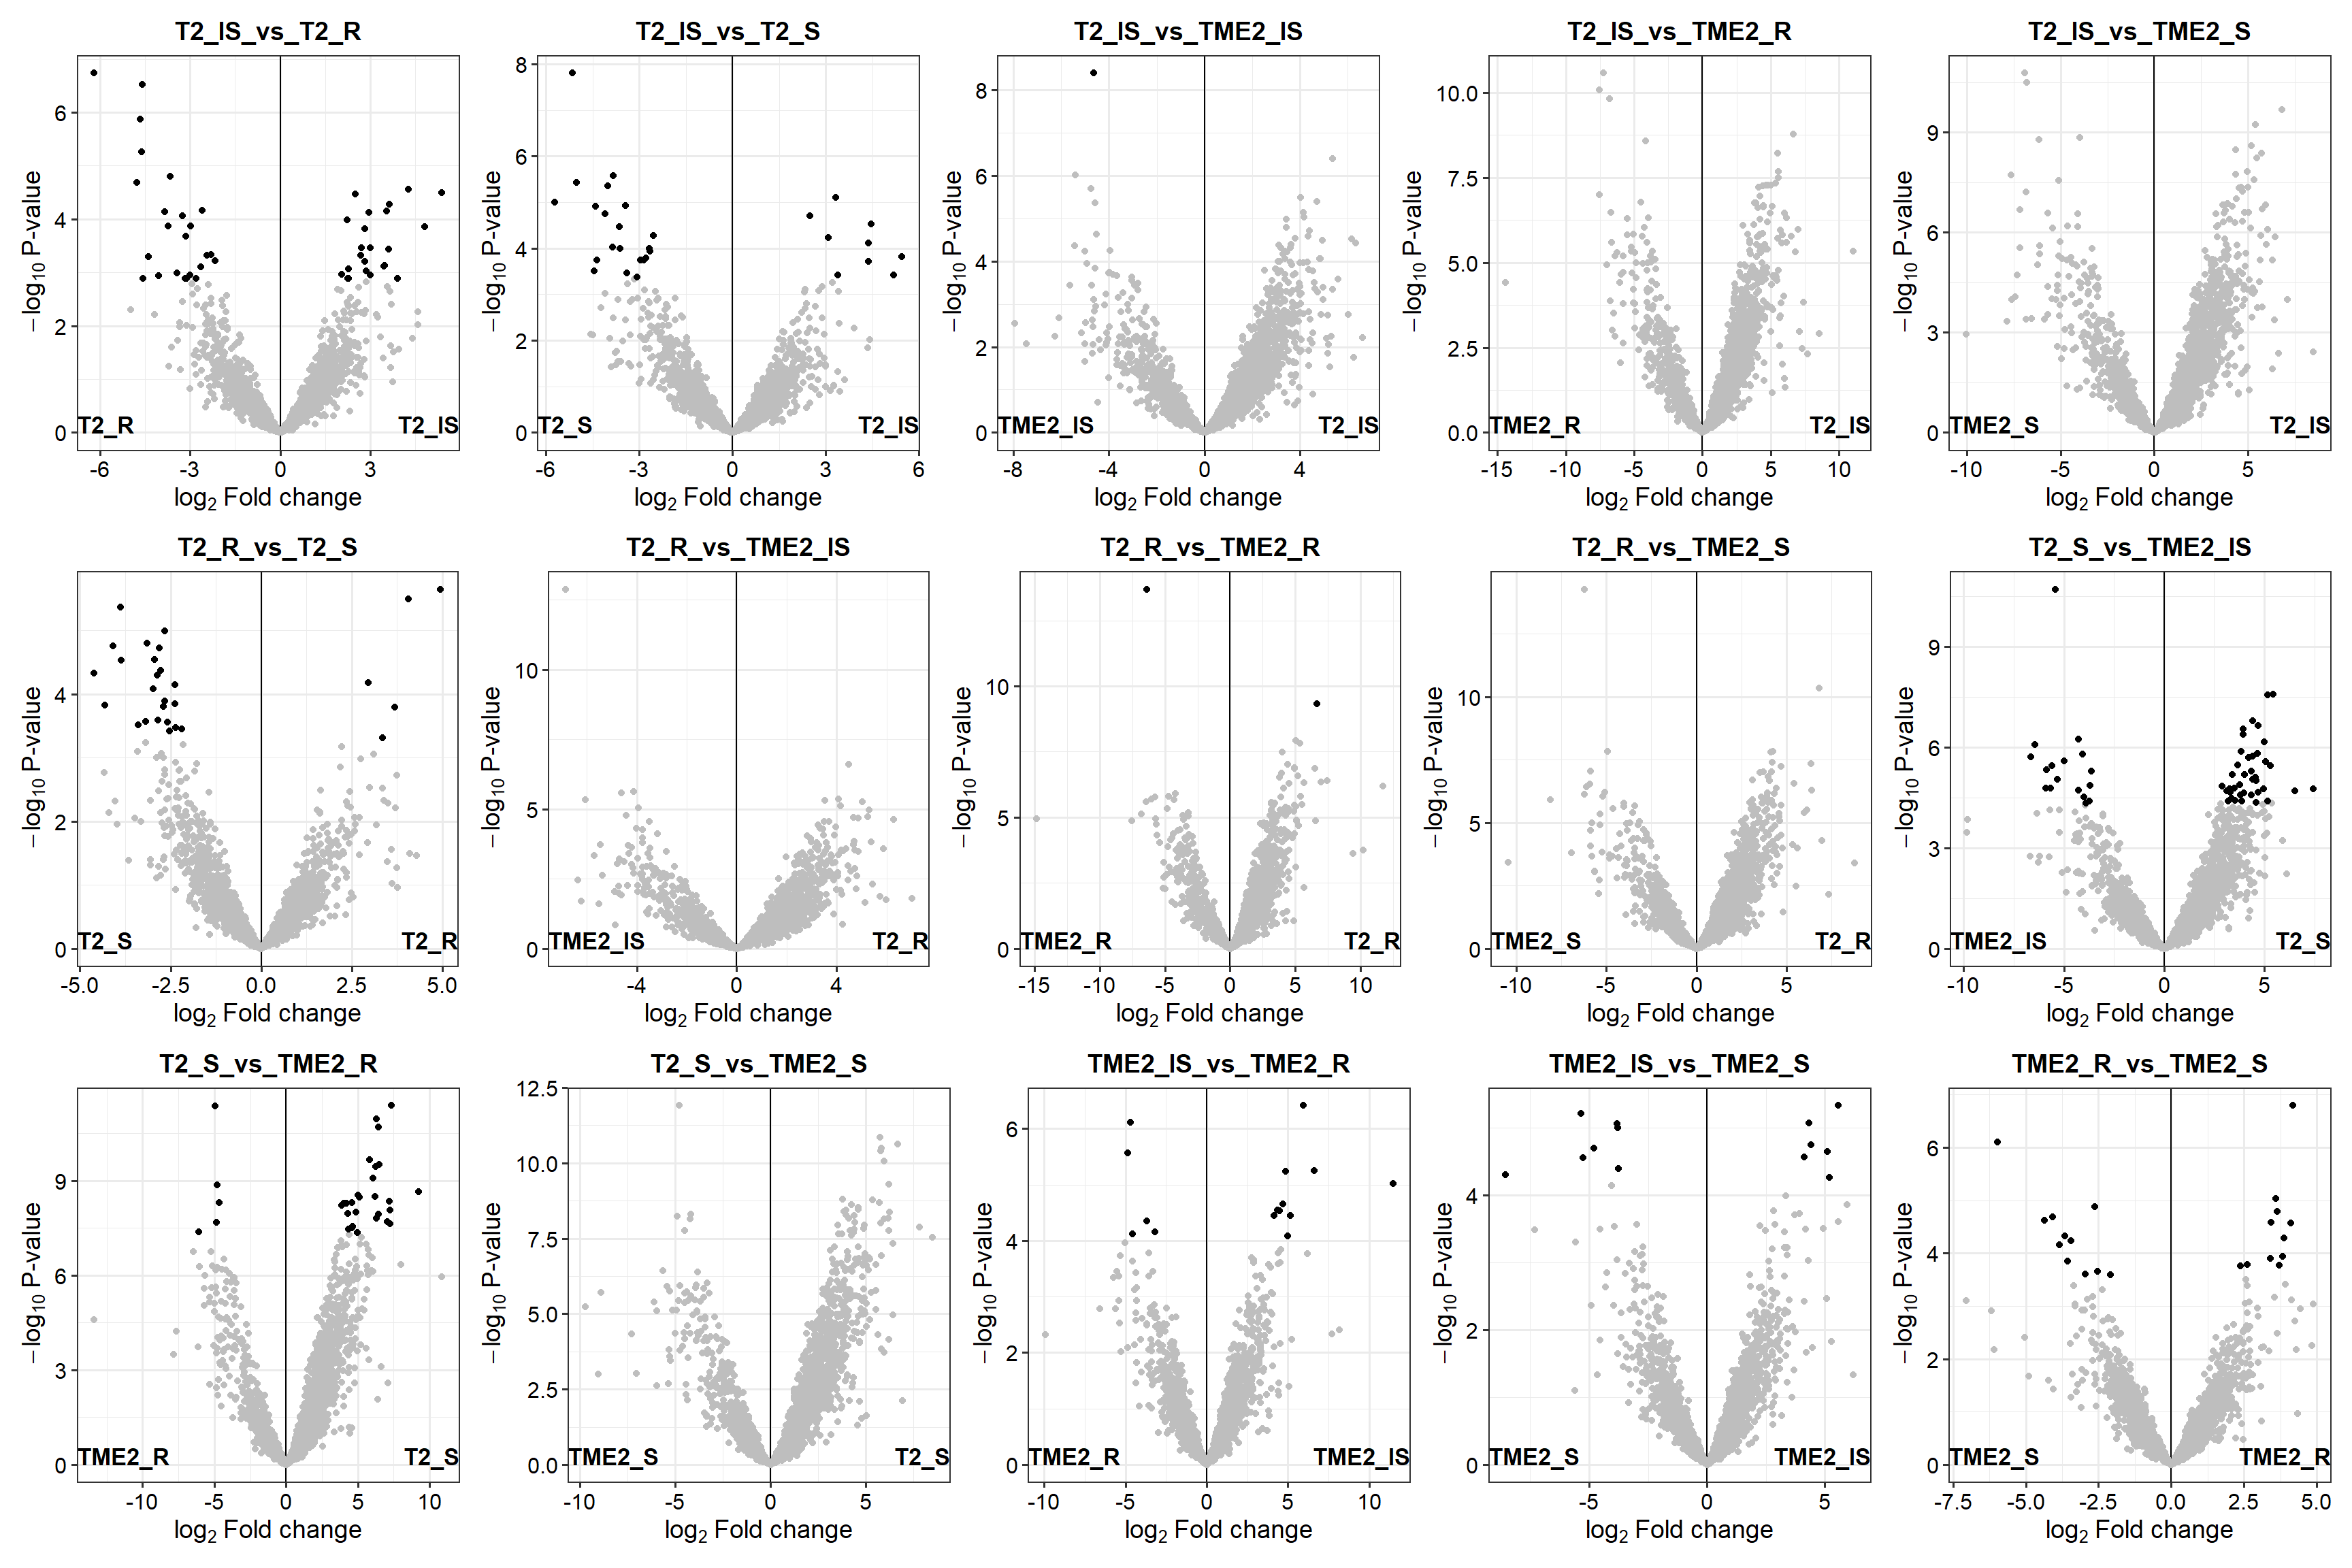 T2_IS_vs_T2_R
T2_IS_vs_T2_S
T2_IS_vs_TME2_IS
T2_IS_vs_TME2_R
T2_IS_vs_TME2_S
−log10 P-value
6
4
2
0
T2_R
T2_IS
-6
-3
0
3
log2 Fold change
−log10 P-value
8
6
4
2
0
T2_S
T2_IS
-6
-3
0
3
6
log2 Fold change
−log10 P-value
8
6
4
2
0
TME2_IS
T2_IS
-8
-4
0
4
log2 Fold change
−log10 P-value
10.0
7.5
5.0
2.5
0.0
TME2_R
T2_IS
-15
-10
-5
0
5
10
log2 Fold change
−log10 P-value
9
6
3
0
TME2_S
T2_IS
-10
-5
0
5
log2 Fold change
T2_R_vs_T2_S
T2_R_vs_TME2_IS
T2_R_vs_TME2_R
T2_R_vs_TME2_S
T2_S_vs_TME2_IS
−log10 P-value
4
2
0
T2_S
T2_R
-5.0
-2.5
0.0
2.5
5.0
log2 Fold change
−log10 P-value
10
5
0
TME2_IS
T2_R
-4
0
4
log2 Fold change
−log10 P-value
10
5
0
TME2_R
T2_R
-15
-10
-5
0
5
10
log2 Fold change
−log10 P-value
10
5
0
TME2_S
T2_R
-10
-5
0
5
log2 Fold change
−log10 P-value
9
6
3
0
TME2_IS
T2_S
-10
-5
0
5
log2 Fold change
T2_S_vs_TME2_R
T2_S_vs_TME2_S
TME2_IS_vs_TME2_R
TME2_IS_vs_TME2_S
TME2_R_vs_TME2_S
−log10 P-value
9
6
3
0
TME2_R
T2_S
-10
-5
0
5
10
log2 Fold change
−log10 P-value
12.5
10.0
7.5
5.0
2.5
0.0
TME2_S
T2_S
-10
-5
0
5
log2 Fold change
−log10 P-value
6
4
2
0
TME2_R
TME2_IS
-10
-5
0
5
10
log2 Fold change
−log10 P-value
4
2
0
TME2_S
TME2_IS
-5
0
5
log2 Fold change
−log10 P-value
6
4
2
0
TME2_S
TME2_R
-7.5
-5.0
-2.5
0.0
2.5
5.0
log2 Fold change